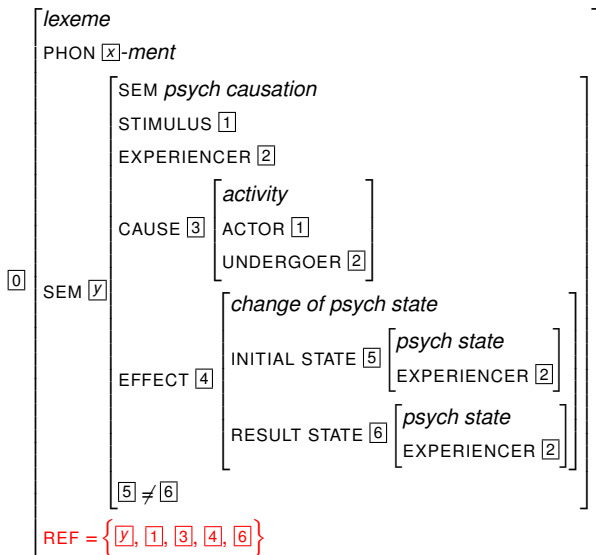 lexeme
PHON x -ment
SEM psych causation
STIMULUS 1
EXPERIENCER 2
activity
CAUSE 3 ACTOR 1
UNDERGOER 2
0
SEM y
change of psych state
psych state
INITIAL STATE 5
EXPERIENCER 2
EFFECT 4
psych state
RESULT STATE 6
EXPERIENCER 2
5 ≠ 6
REF = { y, 1, 3, 4, 6 }